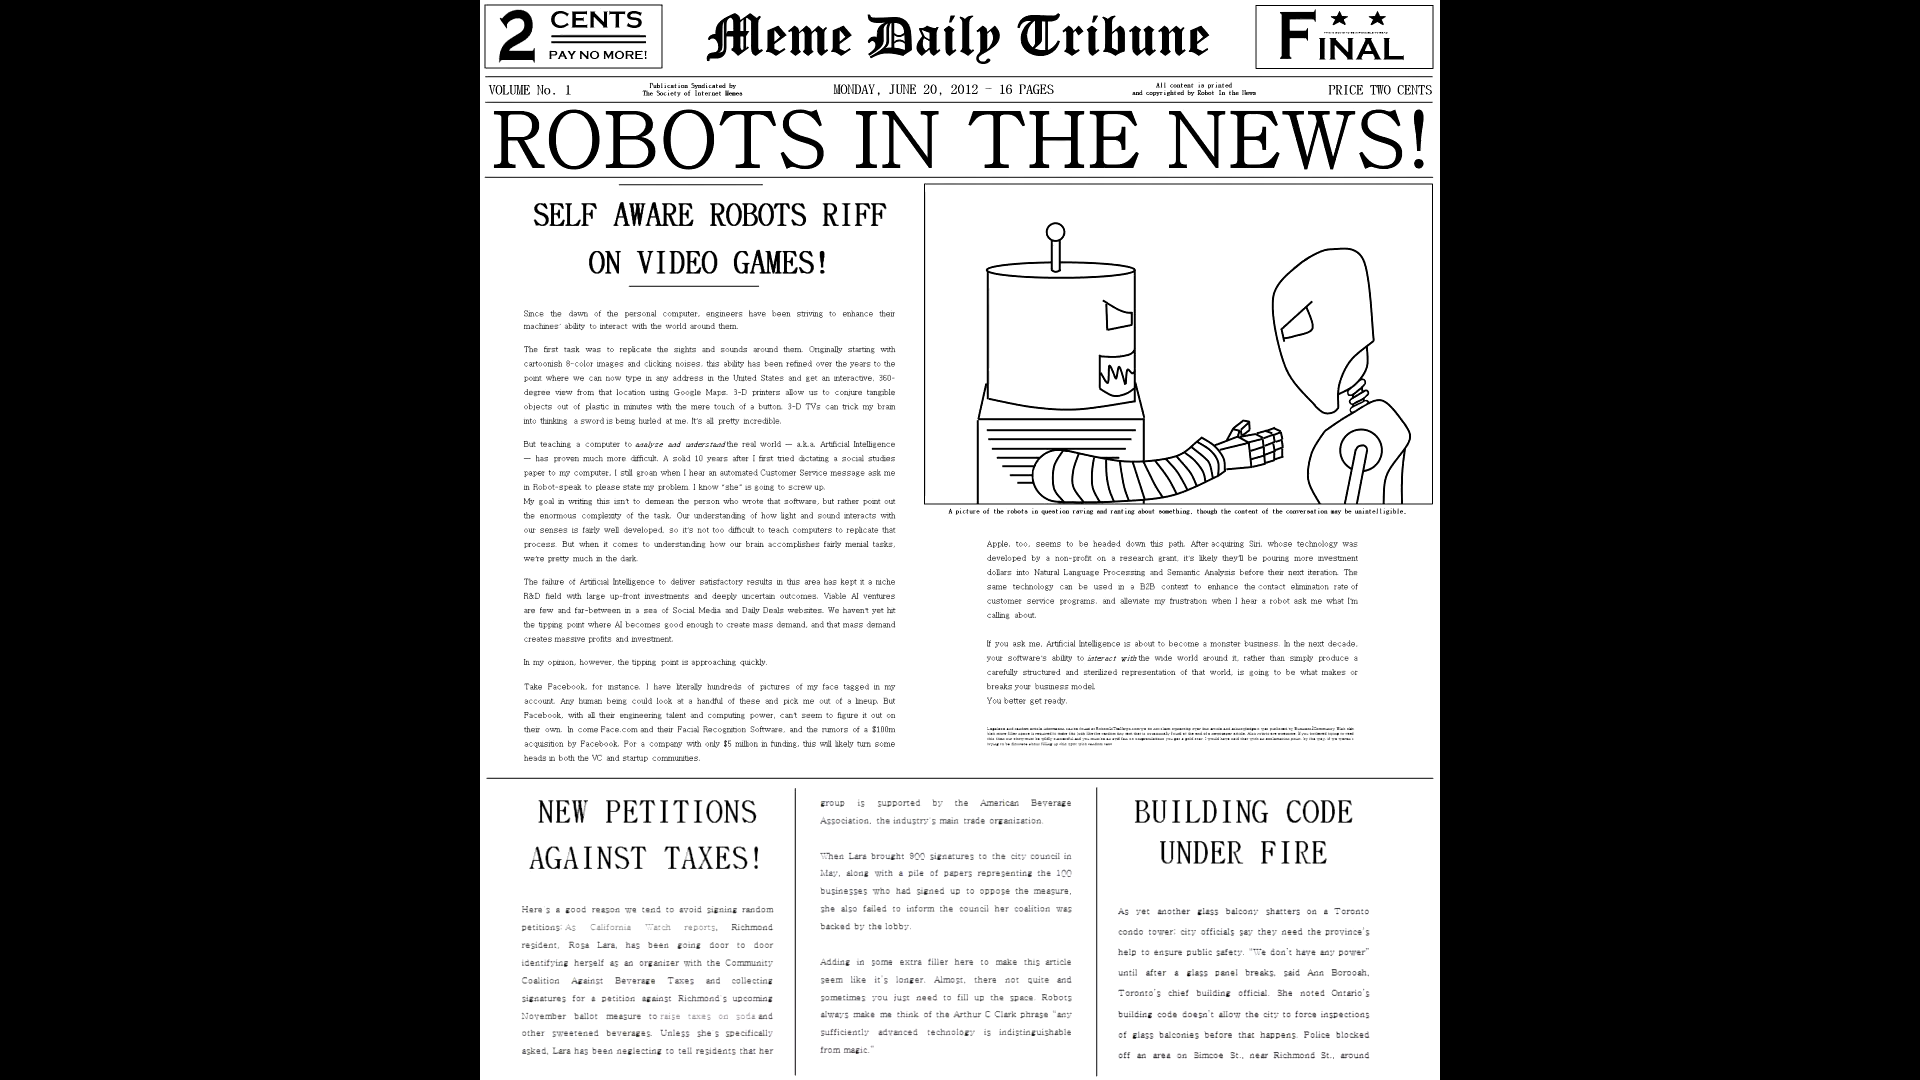 2 CENTS
PAY NO MORE!
Meme Daily Tribune
FINAL
VOLUME No. 1
Publication Syndicated by
The Society of Internet Memes
MONDAY, JUNE 20, 2012 - 16 PAGES
All content is printed
and copyrighted by Robot In the News
PRICE TWO CENTS
ROBOTS IN THE NEWS!
SELF AWARE ROBOTS RIFF
ON VIDEO GAMES!
Since the dawn of the personal computer, engineers have been striving to enhance their
machines' ability to interact with the world around them.
The first task was to replicate the sights and sounds around them. Originally starting with
cartoonish 8-color images and clicking noises, this ability has been refined over the years to the
point where we can now type in any address in the United States and get an interactive, 360-
degree view from that location using Google Maps. 3-D printers allow us to conjure tangible
objects out of plastic in minutes with the mere touch of a button. 3-D TVs can trick my brain
into thinking a sword is being hurled at me. It's all pretty incredible.
But teaching a computer to analyze and understand the real world — a.k.a. Artificial Intelligence
— has proven much more difficult. A solid 10 years after I first tried dictating a social studies
paper to my computer, I still groan when I hear an automated Customer Service message ask me
in Robot-speak to please state my problem. I know "she" is going to screw up.
My goal in writing this isn't to demean the person who wrote that software, but rather point out
the enormous complexity of the task. Our understanding of how light and sound interacts with
our senses is fairly well developed, so it's not too difficult to teach computers to replicate that
process. But when it comes to understanding how our brain accomplishes fairly menial tasks,
we're pretty much in the dark.
The failure of Artificial Intelligence to deliver satisfactory results in this area has kept it a niche
R&D field with large up-front investments and deeply uncertain outcomes. Viable AI ventures
are few and far-between in a sea of Social Media and Daily Deals websites. We haven't yet hit
the tipping point where AI becomes good enough to create mass demand, and that mass demand
creates massive profits and investment.
In my opinion, however, the tipping point is approaching quickly.
Take Facebook, for instance. I have literally hundreds of pictures of my face tagged in my
account. Any human being could look at a handful of these and pick me out of a lineup. But
Facebook, with all their engineering talent and computing power, can't seem to figure it out on
their own. In come Face.com and their Facial Recognition Software, and the rumors of a $100m
acquisition by Facebook. For a company with only $5 million in funding, this will likely turn some
heads in both the VC and startup communities.
A picture of the robots in question raving and ranting about something, though the content of the conversation may be unintelligible.
Apple, too, seems to be headed down this path. After acquiring Siri, whose technology was
developed by a non-profit on a research grant, it's likely they'll be pouring more investment
dollars into Natural Language Processing and Semantic Analysis before their next iteration. The
same technology can be used in a B2B context to enhance the contact elimination rate of
customer service programs, and alleviate my frustration when I hear a robot ask me what I'm
calling about.
If you ask me, Artificial Intelligence is about to become a monster business. In the next decade,
your software's ability to interact with the wide world around it, rather than simply produce a
carefully structured and sterilized representation of that world, is going to be what makes or
breaks your business model.
You better get ready.
NEW PETITIONS
AGAINST TAXES!
Here's a good reason we tend to avoid signing random
petitions: As California Watch reports, Richmond
resident, Rosa Lara, has been going door to door
identifying herself as an organizer with the Community
Coalition Against Beverage Taxes and collecting
signatures for a petition against Richmond's upcoming
November ballot measure to raise taxes on soda and
other sweetened beverages. Unless she's specifically
asked, Lara has been neglecting to tell residents that her
group is supported by the American Beverage
Association, the industry's main trade organization.
When Lara brought 900 signatures to the city council in
May, along with a pile of papers representing the 100
businesses who had signed up to oppose the measure,
she also failed to inform the council her coalition was
backed by the lobby.
Adding in some extra filler here to make this article
seem like it's longer. Almost, there not quite and
sometimes you just need to fill up the space. Robots
always make me think of the Arthur C Clark phrase "any
sufficiently advanced technology is indistinguishable
from magic."
BUILDING CODE
UNDER FIRE
As yet another glass balcony shatters on a Toronto
condo tower; city officials say they need the province's
help to ensure public safety. "We don't have any power"
until after a glass panel breaks, said Ann Borooah,
Toronto's chief building official. She noted Ontario's
building code doesn't allow the city to force inspections
of glass balconies before that happens. Police blocked
off an area on Simcoe St., near Richmond St., around